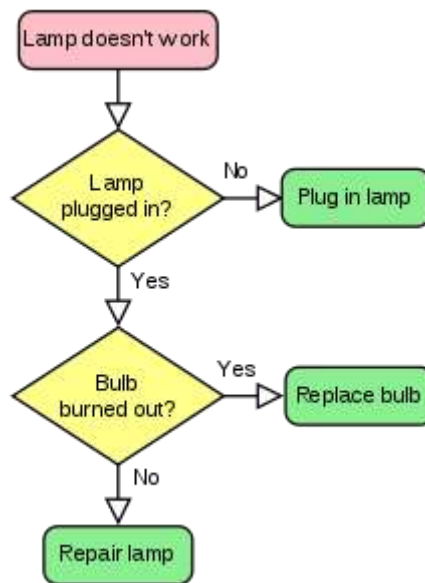 Lamp doesn't work
Lamp
plugged in?
No
Plug in lamp
Yes
Bulb
burned out?
Yes
Replace bulb
No
Repair lamp